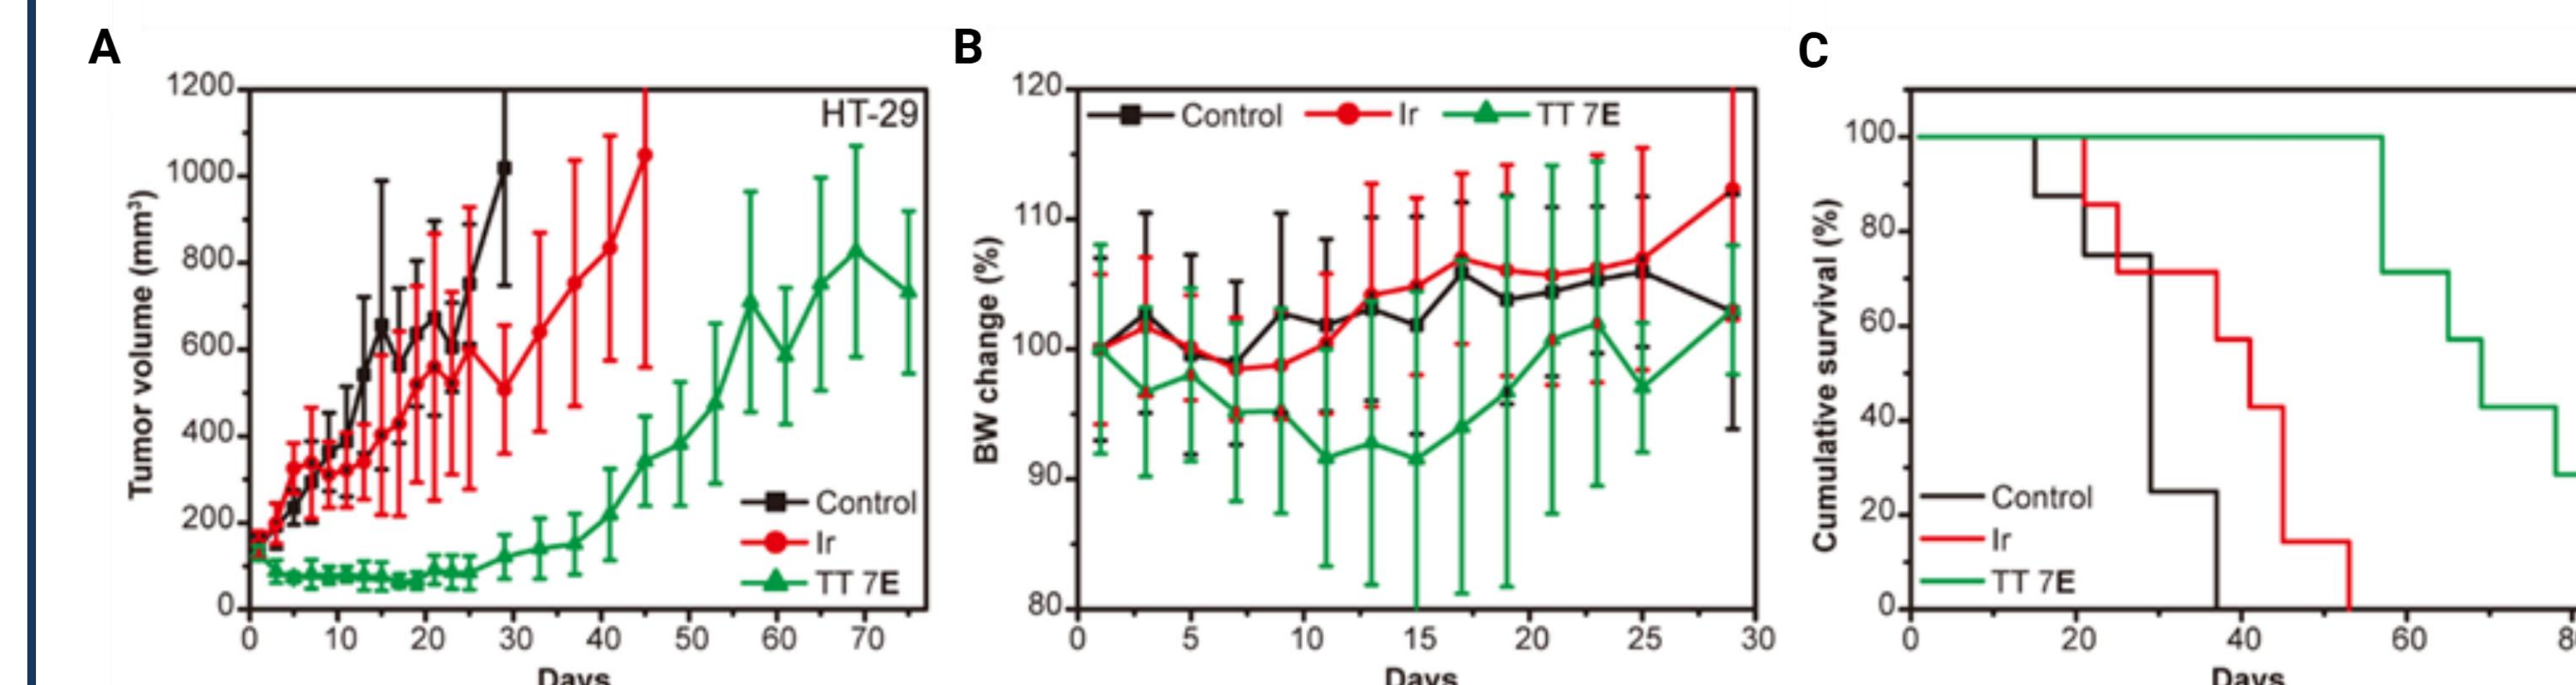 A
1200
1000
800
600
400
200
0
Tumor volume (mm³)
HT-29
Control
Ir
TT 7E
0 10 20 30 40 50 60 70
Days
B
120
110
100
90
80
BW change (%)
Control Ir TT 7E
0 5 10 15 20 25 30
Days
C
100
80
60
40
20
0
Cumulative survival (%)
Control
Ir
TT 7E
0 20 40 60
Days